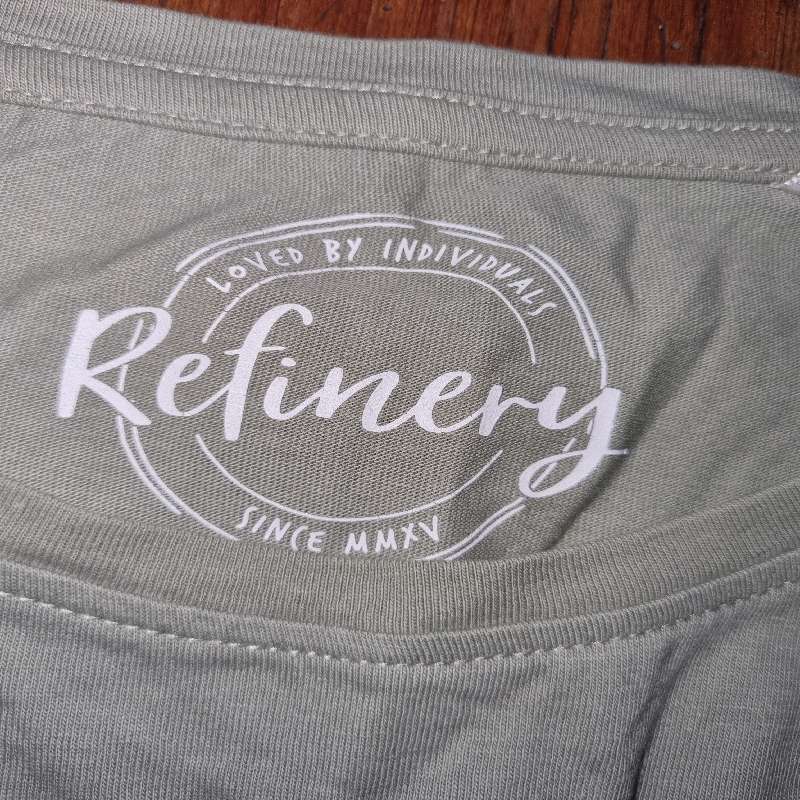 LOVED BY INDIVIDUALS
Refinery
SINCE MMXV